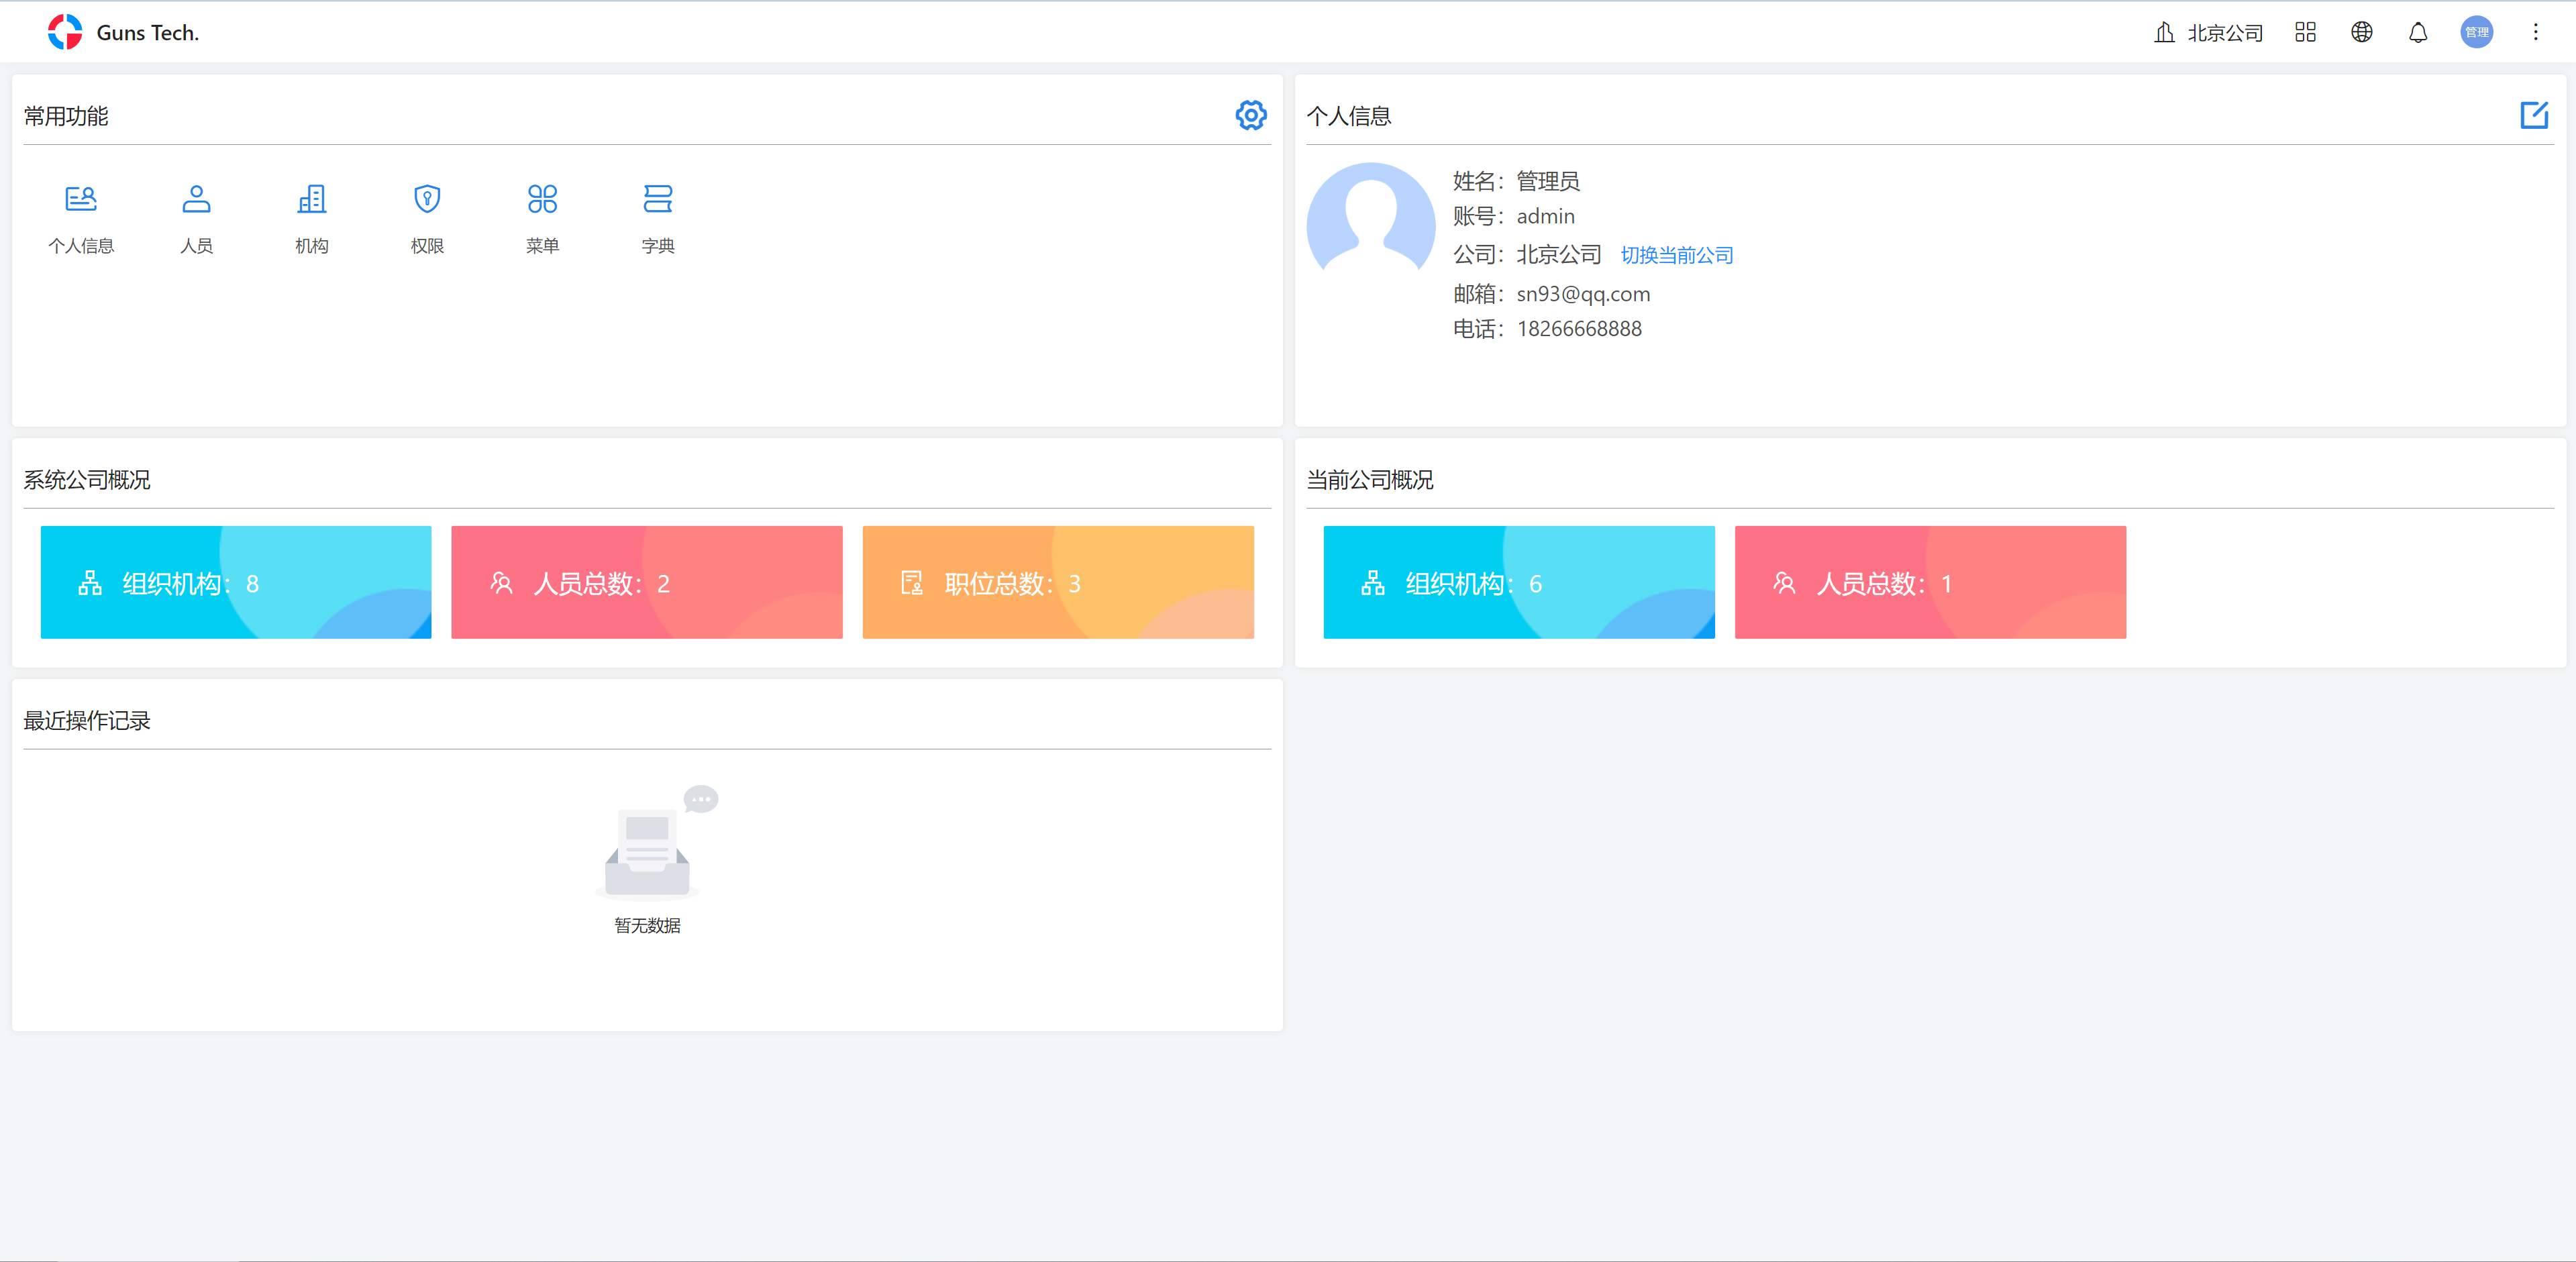 Guns Tech.
北京公司
管理
常用功能
个人信息
人员
机构
权限
菜单
字典
个人信息
姓名：管理员
账号：admin
公司：北京公司 切换当前公司
邮箱：sn93@qq.com
电话：18266668888
系统公司概况
组织机构：8
人员总数：2
职位总数：3
当前公司概况
组织机构：6
人员总数：1
最近操作记录
暂无数据